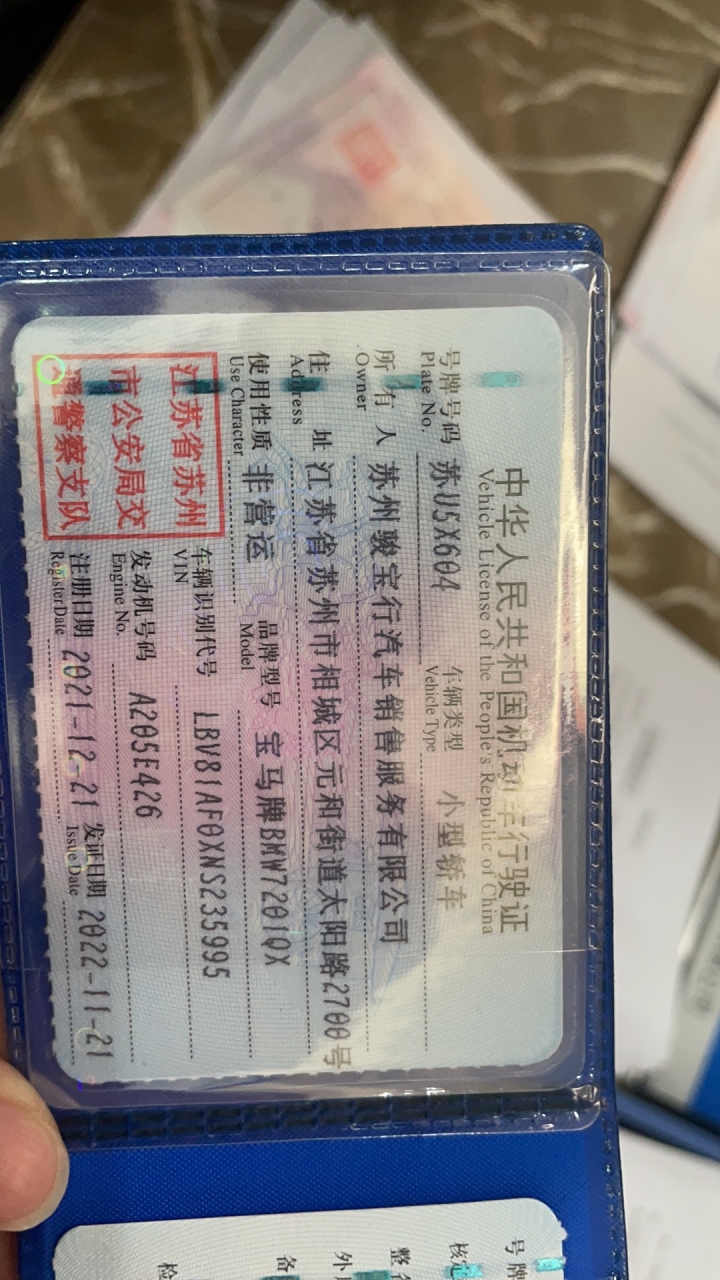 中华人民共和国机动车行驶证
Vehicle License of the People's Republic of China
号牌号码 苏U5X604 车辆类型 小型轿车
Plate No. Vehicle Type
所有人 苏州骏宝行汽车销售服务有限公司
Owner
住址 江苏省苏州市相城区元和街道太阳路2700号
Address
使用性质 非营运 品牌型号 宝马牌BMW7201QX
Use Character Model
江苏省苏州
市公安局交
通警察支队
车辆识别代号 LBV81AF0XNS235995
VIN
发动机号码 A205E426
Engine No.
注册日期 2021-12-21 发证日期 2022-11-21
Register Date Issue Date
号牌
核
整
外
备
检